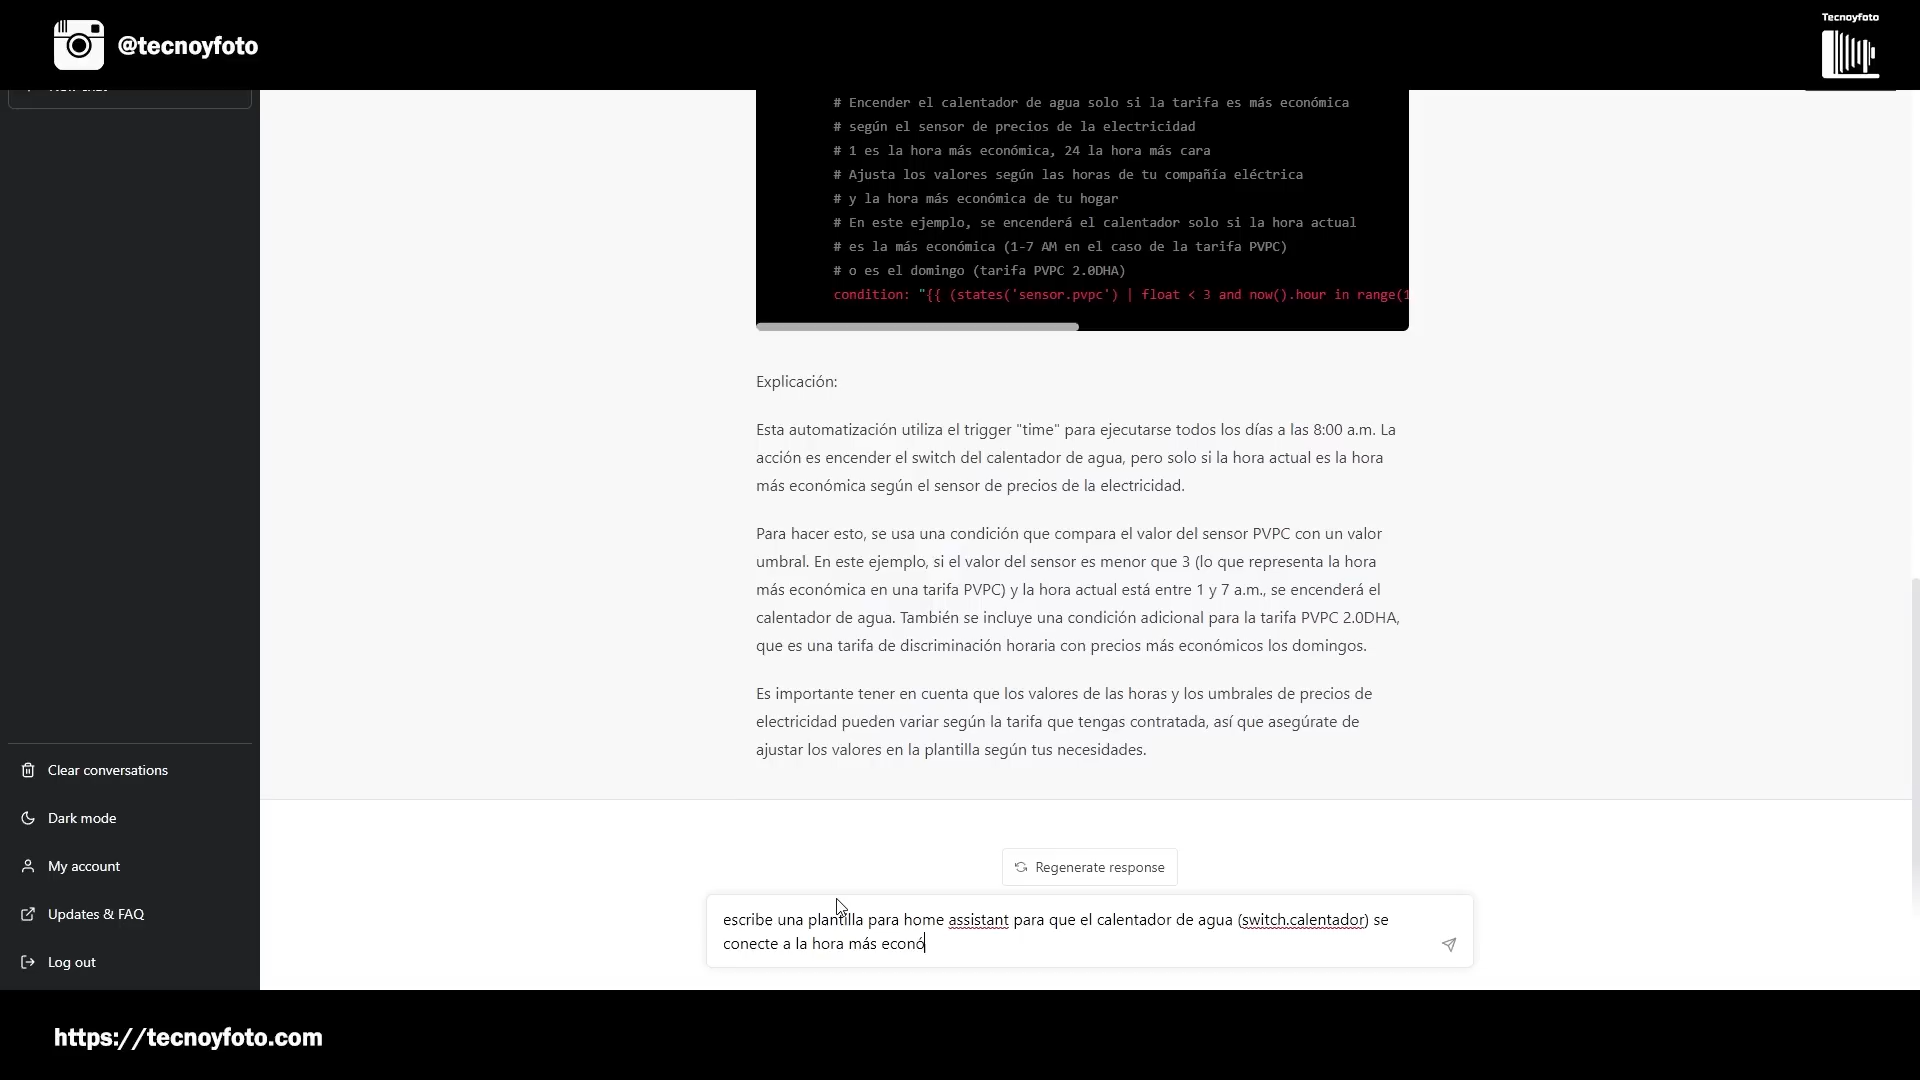 @tecnoyfoto
Tecnoyfoto
# Encender el calentador de agua solo si la tarifa es más económica
# según el sensor de precios de la electricidad
# 1 es la hora más económica, 24 la hora más cara
# Ajusta los valores según las horas de tu compañía eléctrica
# y la hora más económica de tu hogar
# En este ejemplo, se encenderá el calentador solo si la hora actual
# es la más económica (1-7 AM en el caso de la tarifa PVPC)
# o es el domingo (tarifa PVPC 2.0DHA)
condition: "{{ (states('sensor.pvpc') | float < 3 and now().hour in range(1
Explicación:
Esta automatización utiliza el trigger "time" para ejecutarse todos los días a las 8:00 a.m. La
acción es encender el switch del calentador de agua, pero solo si la hora actual es la hora
más económica según el sensor de precios de la electricidad.
Para hacer esto, se usa una condición que compara el valor del sensor PVPC con un valor
umbral. En este ejemplo, si el valor del sensor es menor que 3 (lo que representa la hora
más económica en una tarifa PVPC) y la hora actual está entre 1 y 7 a.m., se encenderá el
calentador de agua. También se incluye una condición adicional para la tarifa PVPC 2.0DHA,
que es una tarifa de discriminación horaria con precios más económicos los domingos.
Es importante tener en cuenta que los valores de las horas y los umbrales de precios de
electricidad pueden variar según la tarifa que tengas contratada, así que asegúrate de
ajustar los valores en la plantilla según tus necesidades.
Clear conversations
Dark mode
My account
Updates & FAQ
Log out
Regenerate response
escribe una plantilla para home assistant para que el calentador de agua (switch.calentador) se
conecte a la hora más econó
https://tecnoyfoto.com